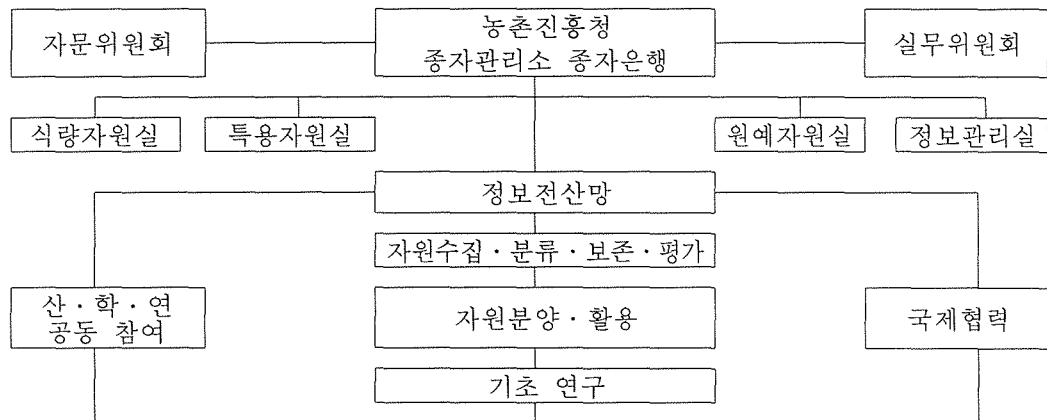 자문위원회
농촌진흥청
종자관리소 종자은행
실무위원회
식량자원실
특용자원실
원예자원실
정보관리실
정보전산망
자원수집·분류·보존·평가
산·학·연
공동 참여
자원분양·활용
국제협력
기초 연구